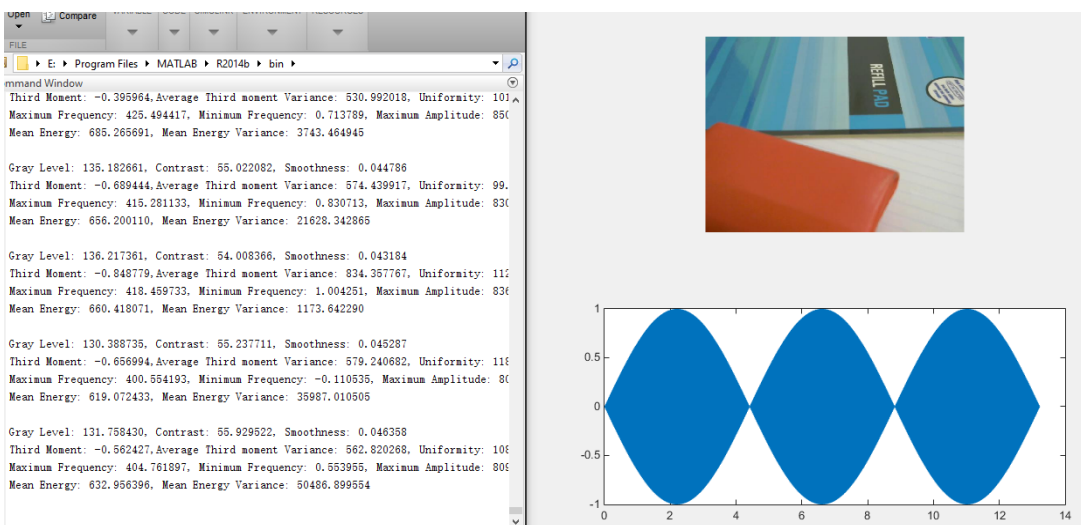 Open
Compare
FILE
E: Program Files MATLAB R2014b bin
mmand Window
Third Moment: -0.395964,Average Third moment Variance: 530.992018, Uniformity: 101
Maximum Frequency: 425.494417, Minimum Frequency: 0.713789, Maximum Amplitude: 850
Mean Energy: 685.265691, Mean Energy Variance: 3743.464945
Gray Level: 135.182661, Contrast: 55.022082, Smoothness: 0.044786
Third Moment: -0.689444,Average Third moment Variance: 574.439917, Uniformity: 99.
Maximum Frequency: 415.281133, Minimum Frequency: 0.830713, Maximum Amplitude: 830
Mean Energy: 656.200110, Mean Energy Variance: 21628.342865
Gray Level: 136.217361, Contrast: 54.008366, Smoothness: 0.043184
Third Moment: -0.848779,Average Third moment Variance: 834.357767, Uniformity: 112
Maximum Frequency: 418.459733, Minimum Frequency: 1.004251, Maximum Amplitude: 836
Mean Energy: 660.418071, Mean Energy Variance: 1173.642290
Gray Level: 130.388735, Contrast: 55.237711, Smoothness: 0.045287
Third Moment: -0.656994,Average Third moment Variance: 579.240682, Uniformity: 118
Maximum Frequency: 400.554193, Minimum Frequency: -0.110535, Maximum Amplitude: 80
Mean Energy: 619.072433, Mean Energy Variance: 35987.010505
Gray Level: 131.758430, Contrast: 55.929522, Smoothness: 0.046358
Third Moment: -0.562427,Average Third moment Variance: 562.820268, Uniformity: 108
Maximum Frequency: 404.761897, Minimum Frequency: 0.553955, Maximum Amplitude: 809
Mean Energy: 632.956396, Mean Energy Variance: 50486.899554
REFILL PAD
1
0.5
0
-0.5
-1
0 2 4 6 8 10 12 14